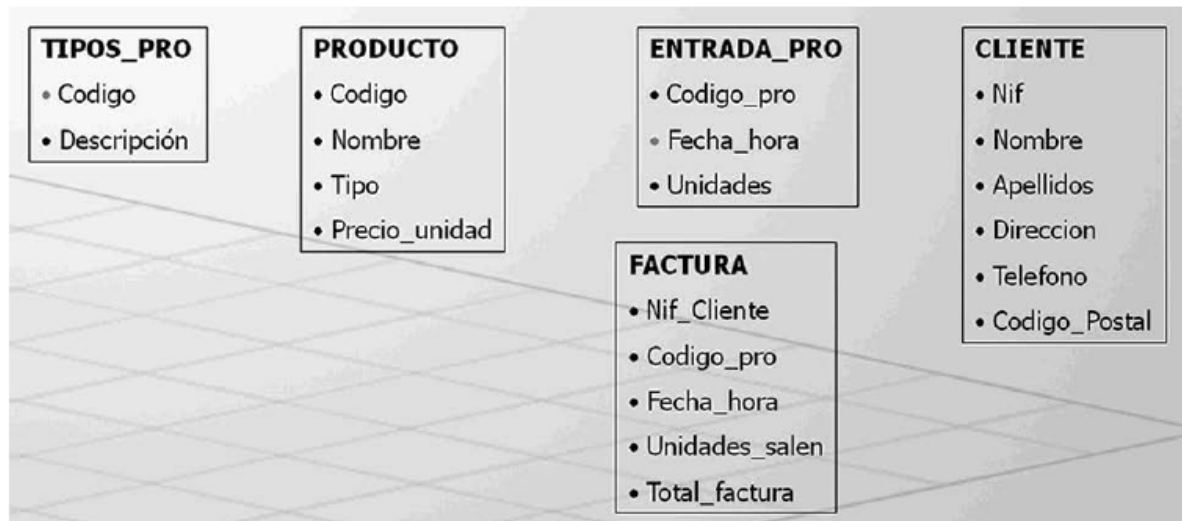 TIPOS_PRO
• Codigo
• Descripción
PRODUCTO
• Codigo
• Nombre
• Tipo
• Precio_unidad
ENTRADA_PRO
• Codigo_pro
• Fecha_hora
• Unidades
CLIENTE
• Nif
• Nombre
• Apellidos
• Direccion
• Telefono
• Codigo_Postal
FACTURA
• Nif_Cliente
• Codigo_pro
• Fecha_hora
• Unidades_salen
• Total_factura